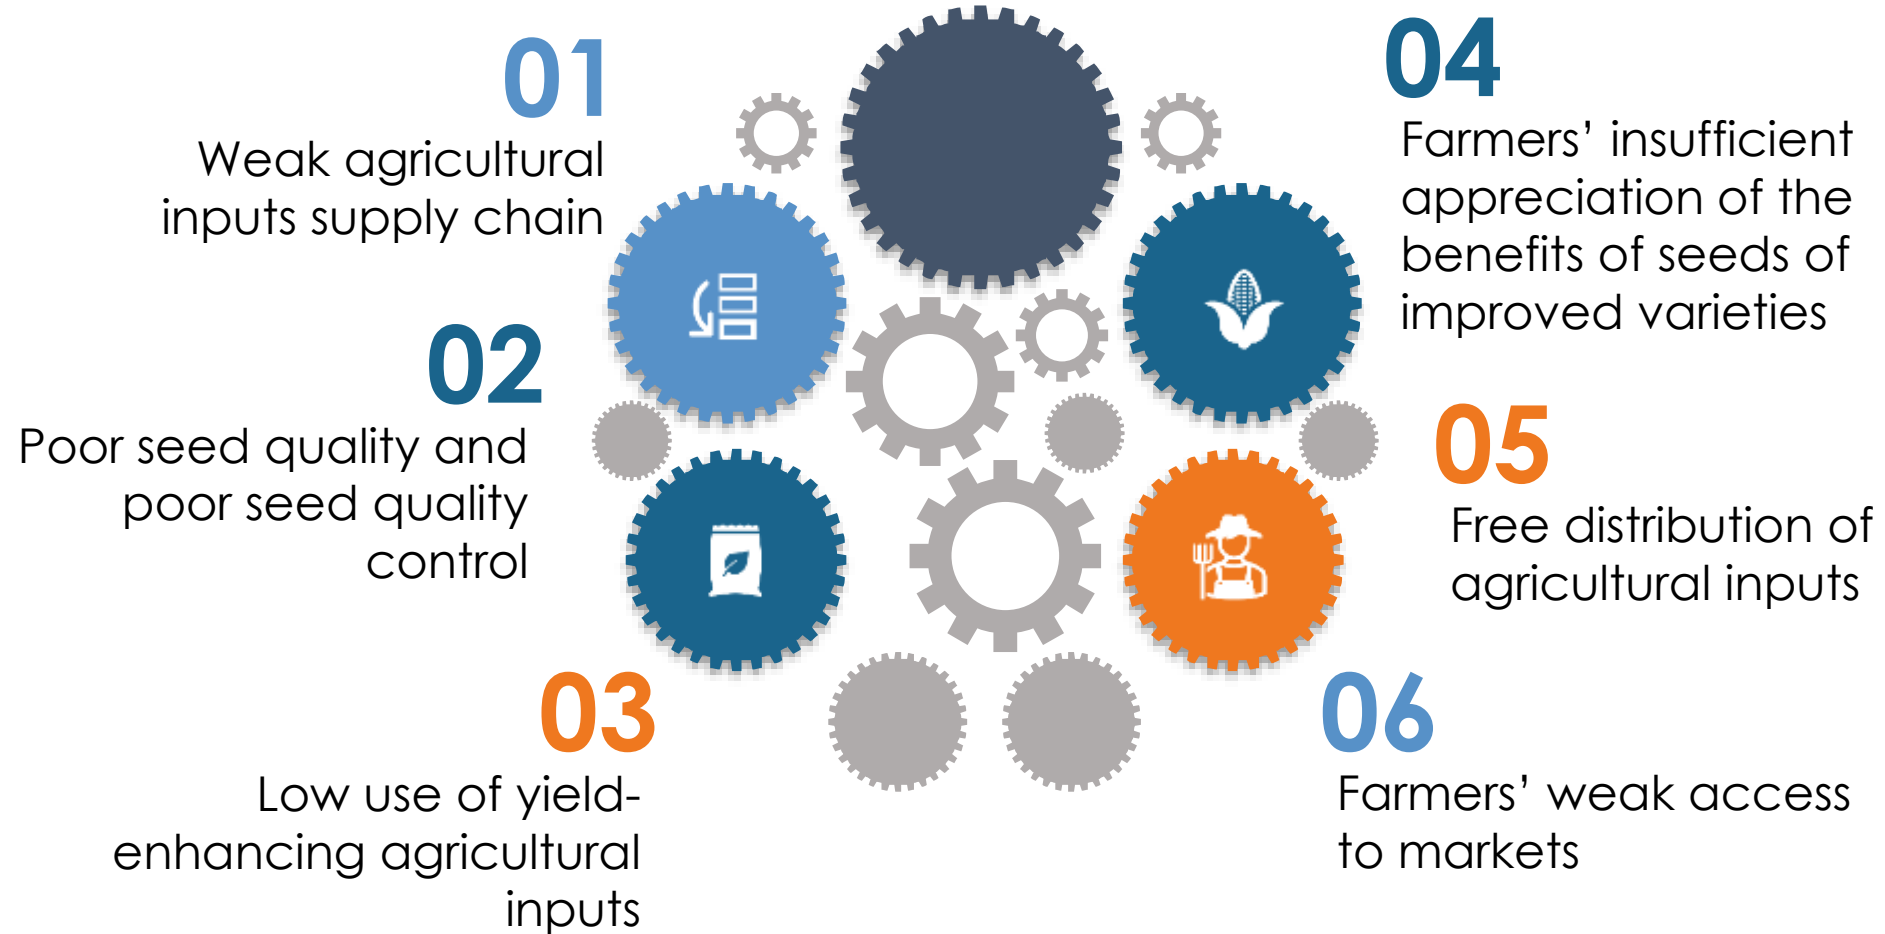 01
Weak agricultural
inputs supply chain
02
Poor seed quality and
poor seed quality
control
03
Low use of yield-
enhancing agricultural
inputs
04
Farmers’ insufficient
appreciation of the
benefits of seeds of
improved varieties
05
Free distribution of
agricultural inputs
06
Farmers’ weak access
to markets